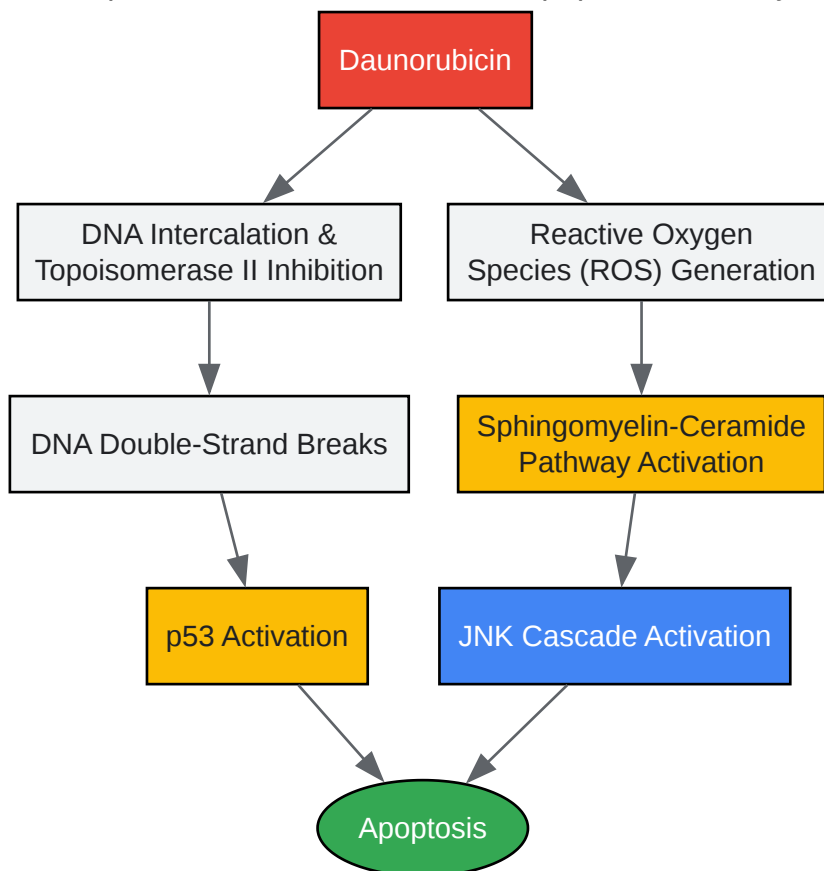 Daunorubicin
DNA Intercalation &
Topoisomerase II Inhibition
Reactive Oxygen
Species (ROS) Generation
DNA Double-Strand Breaks
Sphingomyelin-Ceramide
Pathway Activation
p53 Activation
JNK Cascade Activation
Apoptosis